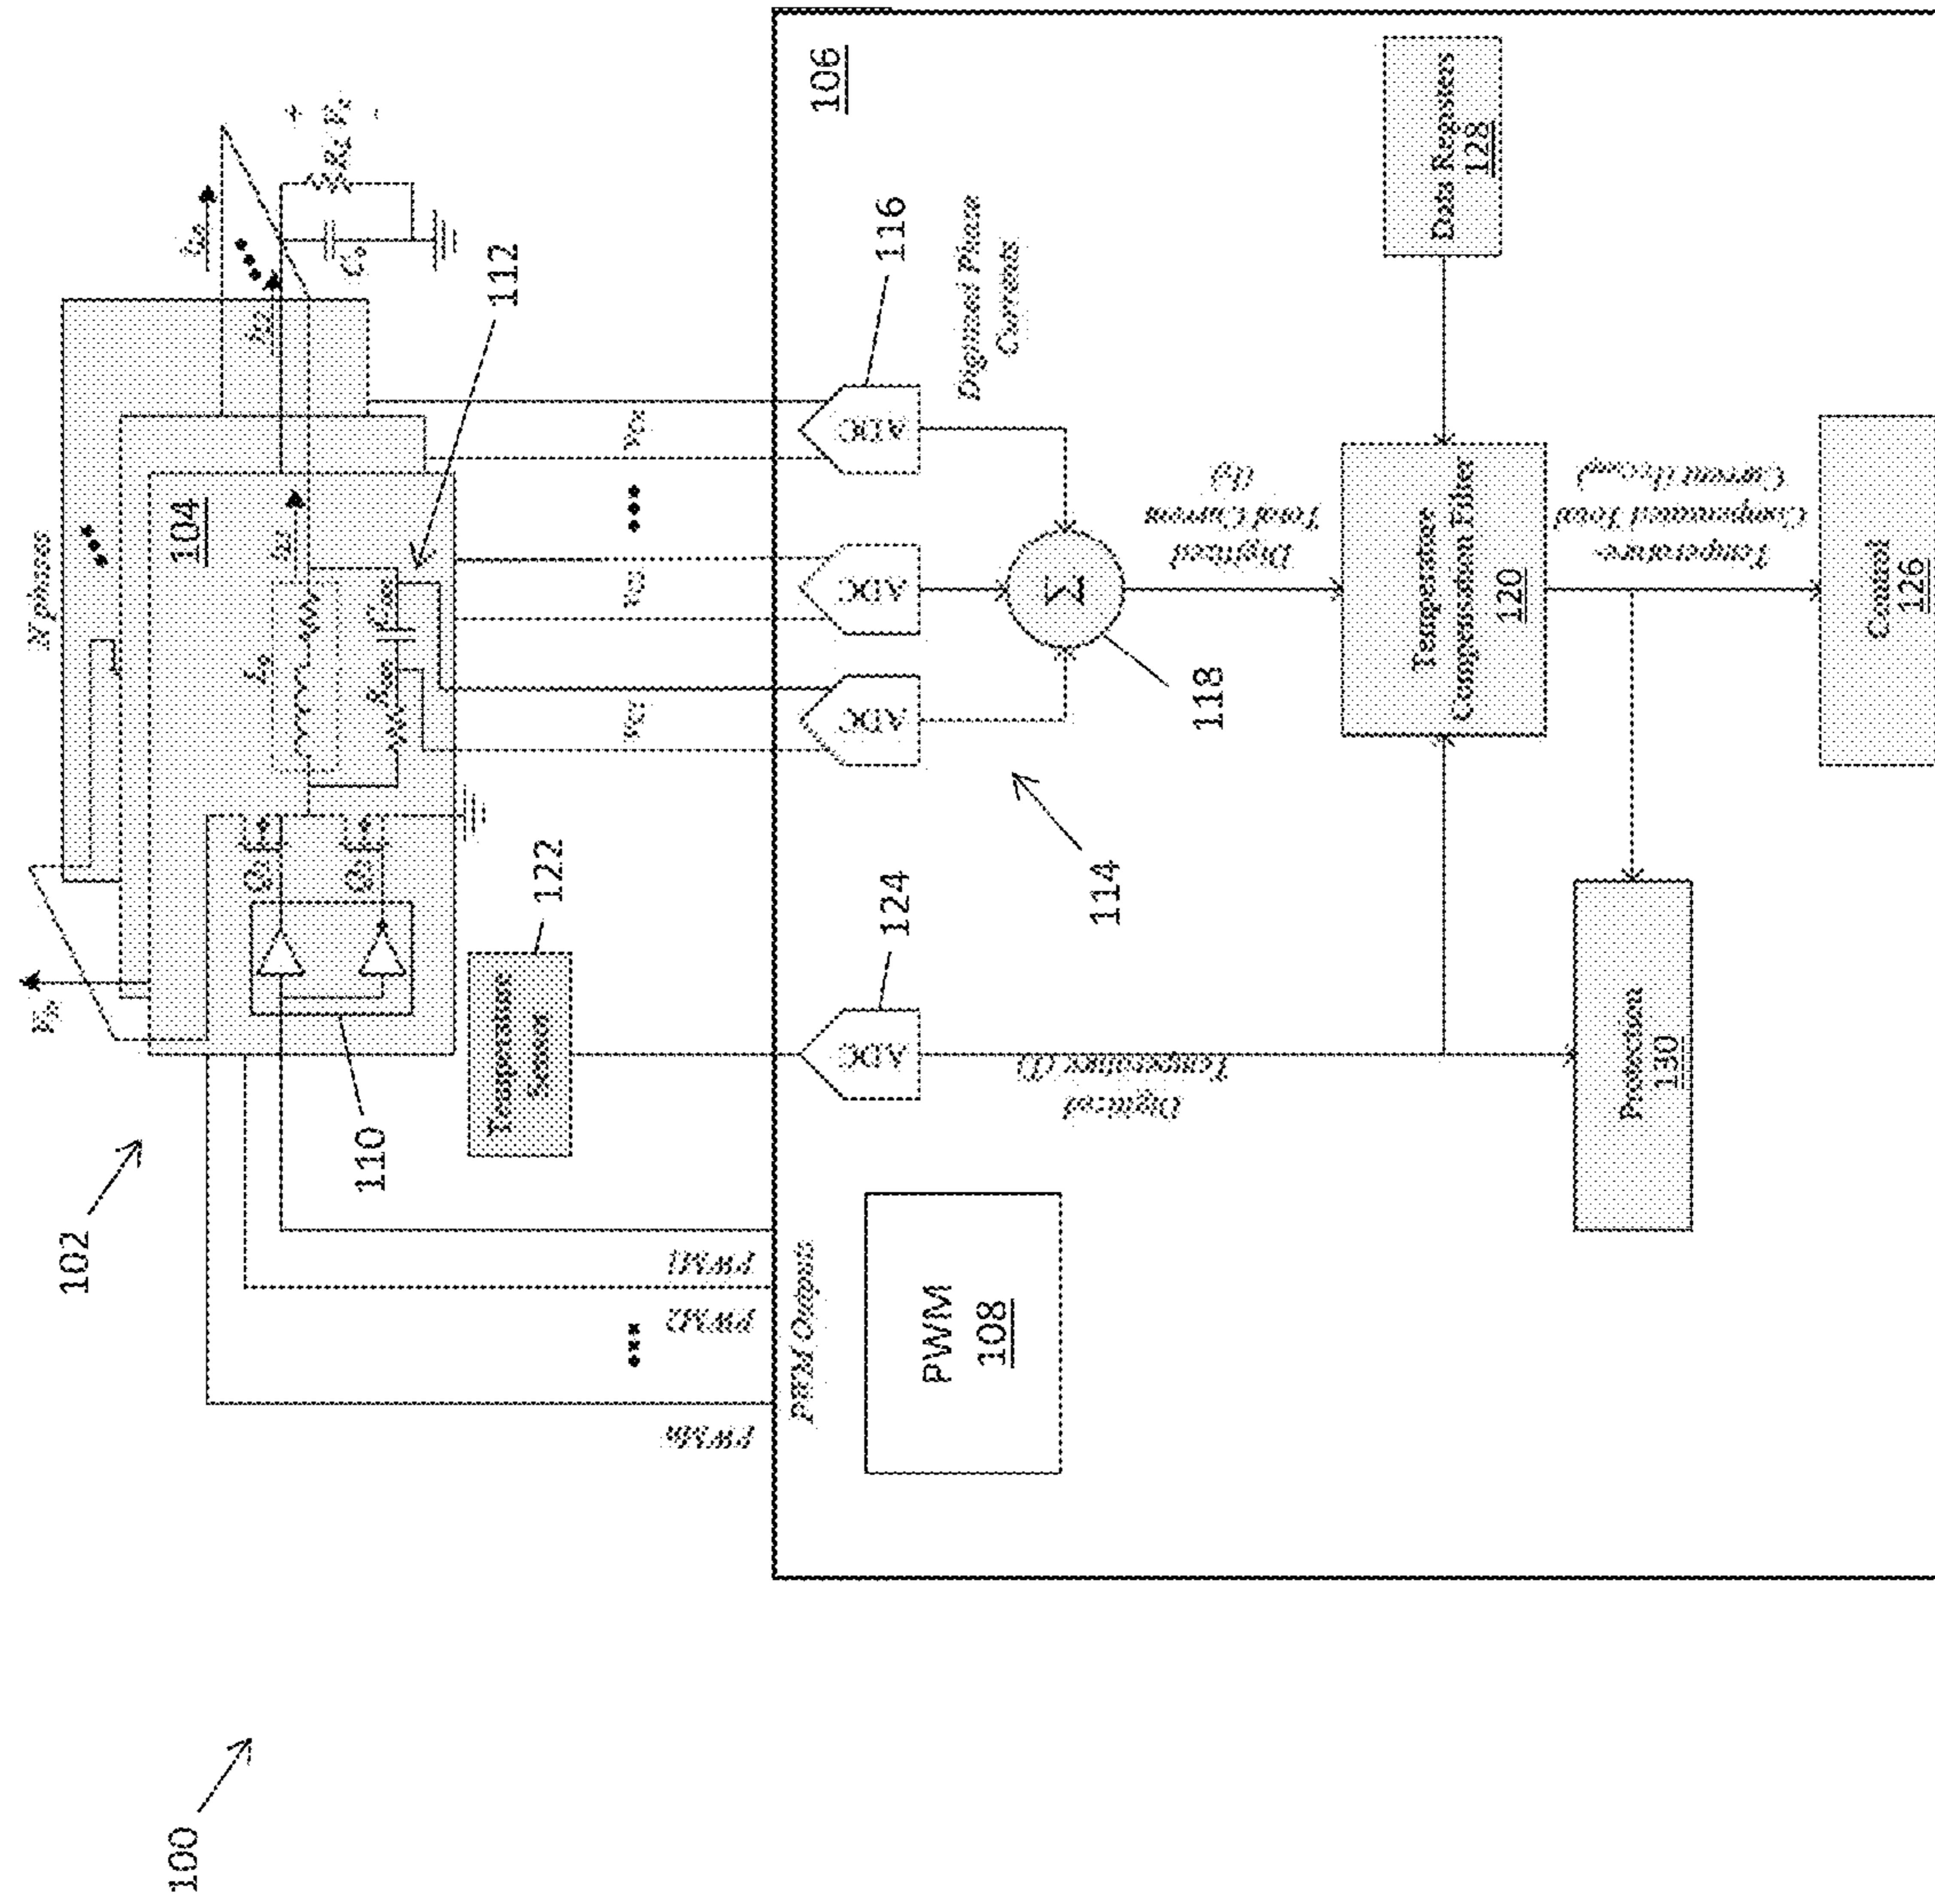 100
102
N phases
104
110
112
Temperature
Sensor
122
PWM1
PWM2
PWM Outputs
106
PWM
108
ADC
124
ADC
ADC
ADC
116
Digitized Phase
Currents
114
Σ
118
Digitized
Temperature (T)
Digitized
Total Current
Temperature
Compensation Filter
120
Data Registers
128
Temperature-
Compensated Total
Protection
130
Control
126